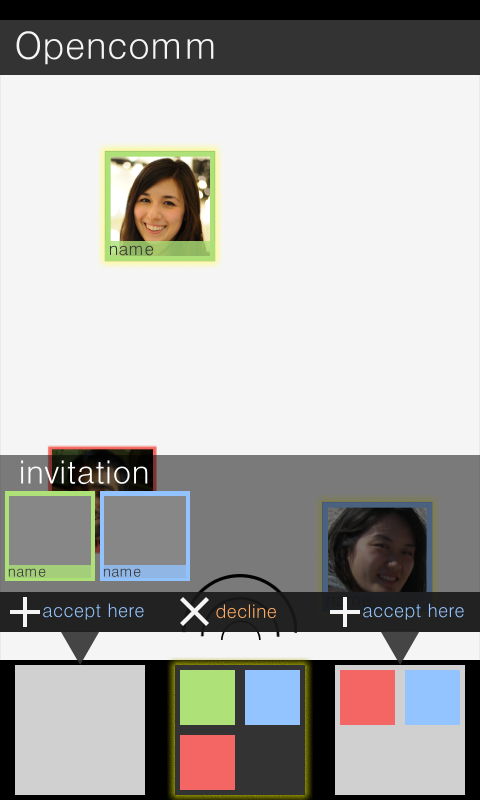 Opencomm
name
invitation
name name
accept here decline accept here